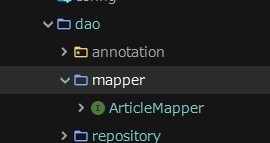 dao
annotation
mapper
ArticleMapper
repository